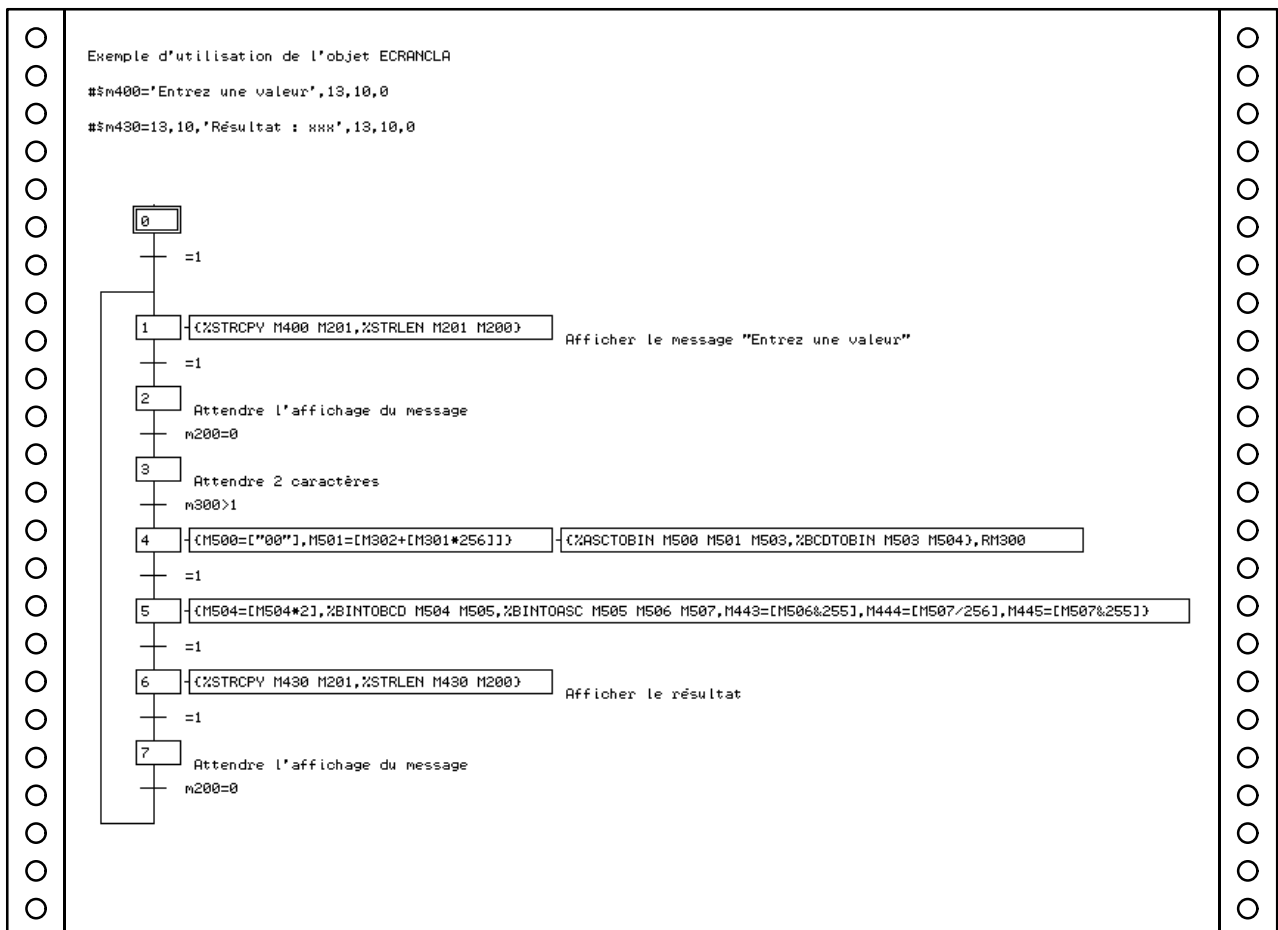 Exemple d'utilisation de l'objet ECRANCLA
#$m400='Entrez une valeur',13,10,0
#$m430=13,10,'Résultat : xxx',13,10,0
0
=1
1 {%STRCPY M400 M201,%STRLEN M201 M200}
Afficher le message "Entrez une valeur"
=1
2
Attendre l'affichage du message
m200=0
3
Attendre 2 caractères
m300>1
4 {M500=["00"],M501=[M302+[M301*256]]} {%ASCTOBIN M500 M501 M503,%BCDTOBIN M503 M504},RM300
=1
5 {M504=[M504*2],%BINTOBCD M504 M505,%BINTOASC M505 M506 M507,M443=[M506&255],M444=[M507/256],M445=[M507&255]}
=1
6 {%STRCPY M430 M201,%STRLEN M430 M200}
Afficher le résultat
=1
7
Attendre l'affichage du message
m200=0